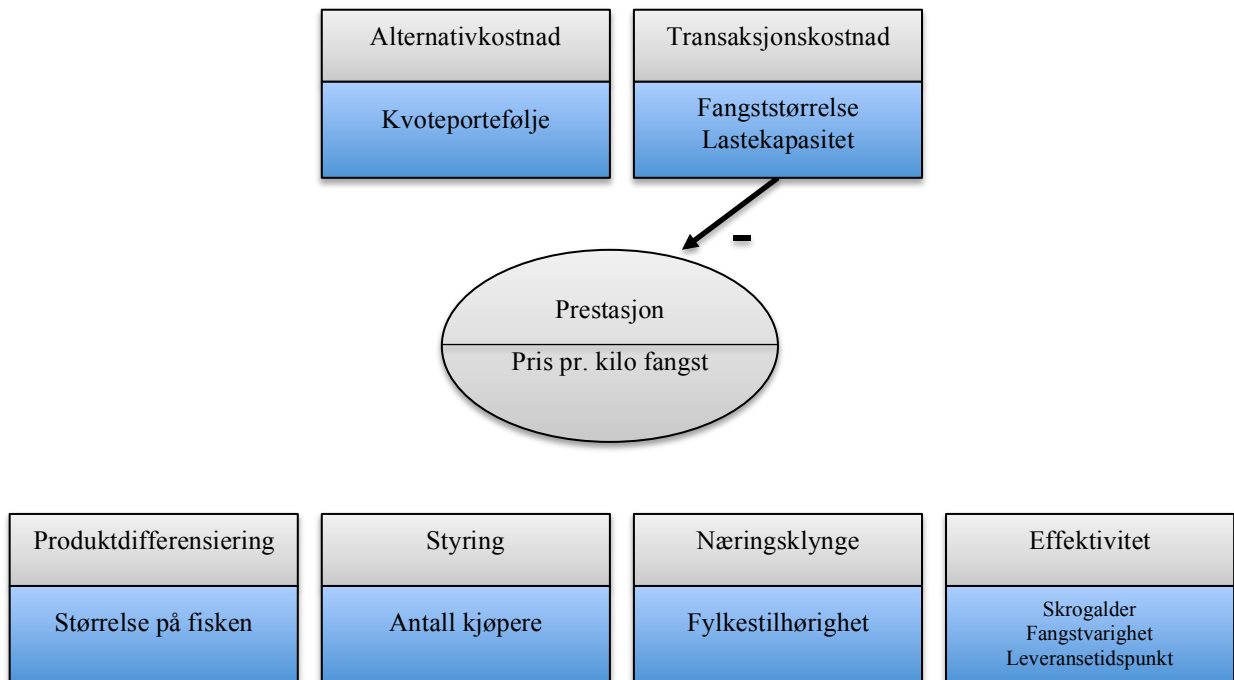 Alternativkostnad
Kvoteportefølje
Transaksjonskostnad
Fangststørrelse
Lastekapasitet
-
Prestasjon
Pris pr. kilo fangst
Produktdifferensiering
Størrelse på fisken
Styring
Antall kjøpere
Næringsklynge
Fylkestilhørighet
Effektivitet
Skrogalder
Fangstvarighet
Leveransetidspunkt